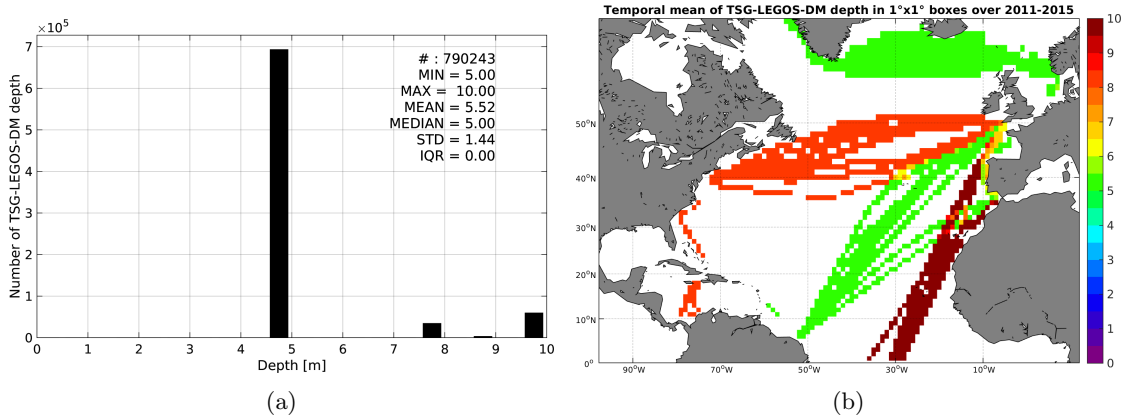 ×10⁵
7
6
5
4
3
2
1
0
Number of TSG-LEGOS-DM depth
# : 790243
MIN = 5.00
MAX = 10.00
MEAN = 5.52
MEDIAN = 5.00
STD = 1.44
IQR = 0.00
0 1 2 3 4 5 6 7 8 9 10
Depth [m]
(a)
Temporal mean of TSG-LEGOS-DM depth in 1°x1° boxes over 2011-2015
50°N
40°N
30°N
20°N
10°N
0°
90°W 70°W 50°W 30°W 10°W
10
9
8
7
6
5
4
3
2
1
0
(b)